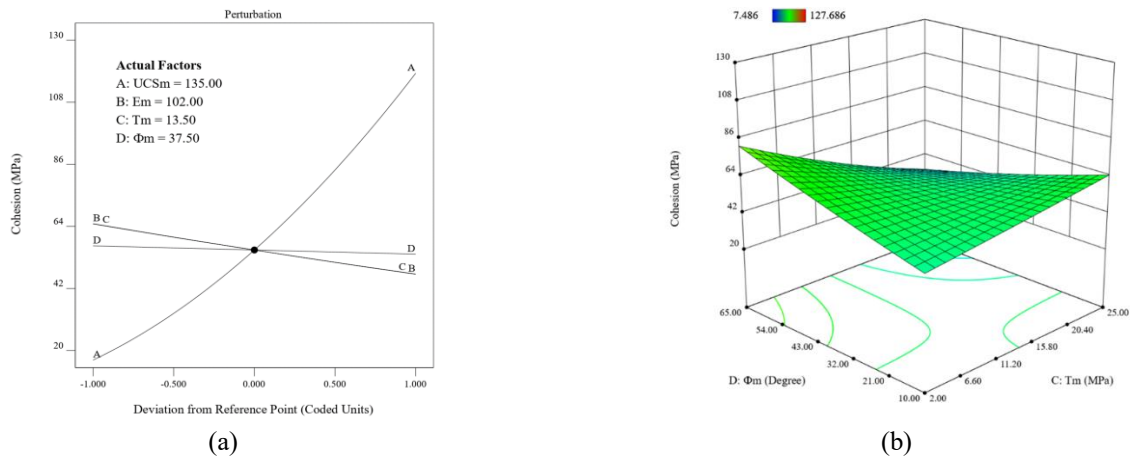 Perturbation
130
108
86
64
42
20
Cohesion (MPa)
Actual Factors
A: UCSm = 135.00
B: Em = 102.00
C: Tm = 13.50
D: Φm = 37.50
A
B C
D
A
D
C B
A
-1.000
-0.500
0.000
0.500
1.000
Deviation from Reference Point (Coded Units)
(a)
7.486
127.686
130
108
86
64
42
20
Cohesion (MPa)
65.00
54.00
43.00
32.00
21.00
10.00
D: Φm (Degree)
2.00
6.60
11.20
15.80
20.40
25.00
C: Tm (MPa)
(b)